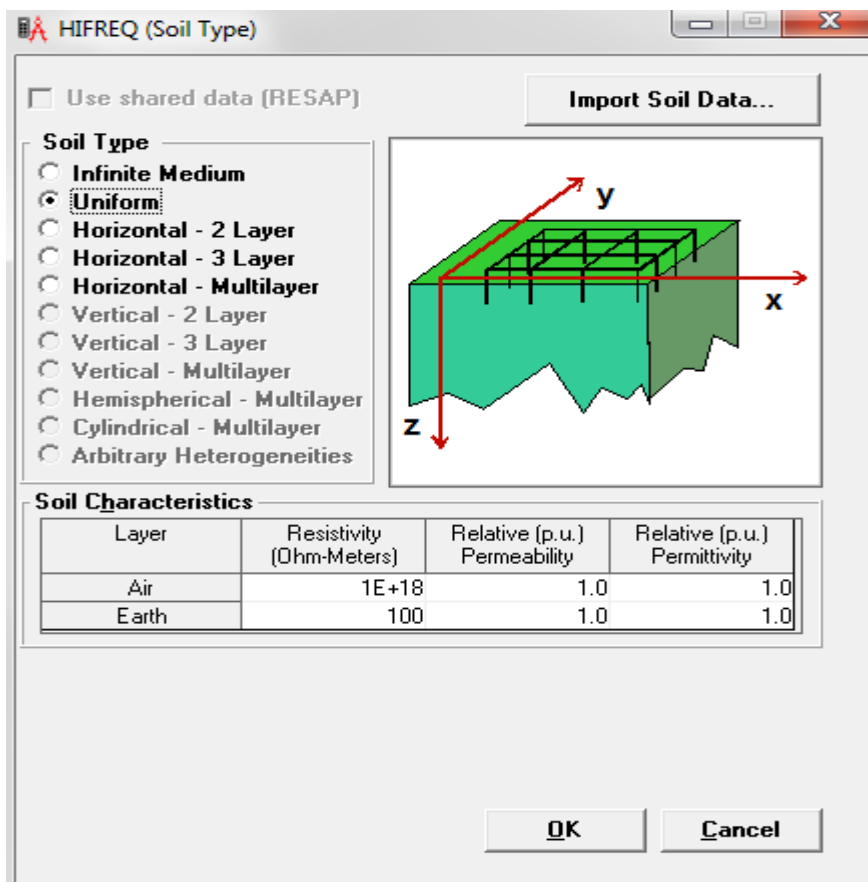 HIFREQ (Soil Type)
Use shared data (RESAP)
Import Soil Data...
Soil Type
Infinite Medium
Uniform
Horizontal - 2 Layer
Horizontal - 3 Layer
Horizontal - Multilayer
Vertical - 2 Layer
Vertical - 3 Layer
Vertical - Multilayer
Hemispherical - Multilayer
Cylindrical - Multilayer
Arbitrary Heterogeneities
y
x
z
Soil Characteristics
Layer Resistivity Relative (p.u.) Relative (p.u.)
(Ohm-Meters) Permeability Permittivity
Air 1E+18 1.0 1.0
Earth 100 1.0 1.0
OK Cancel